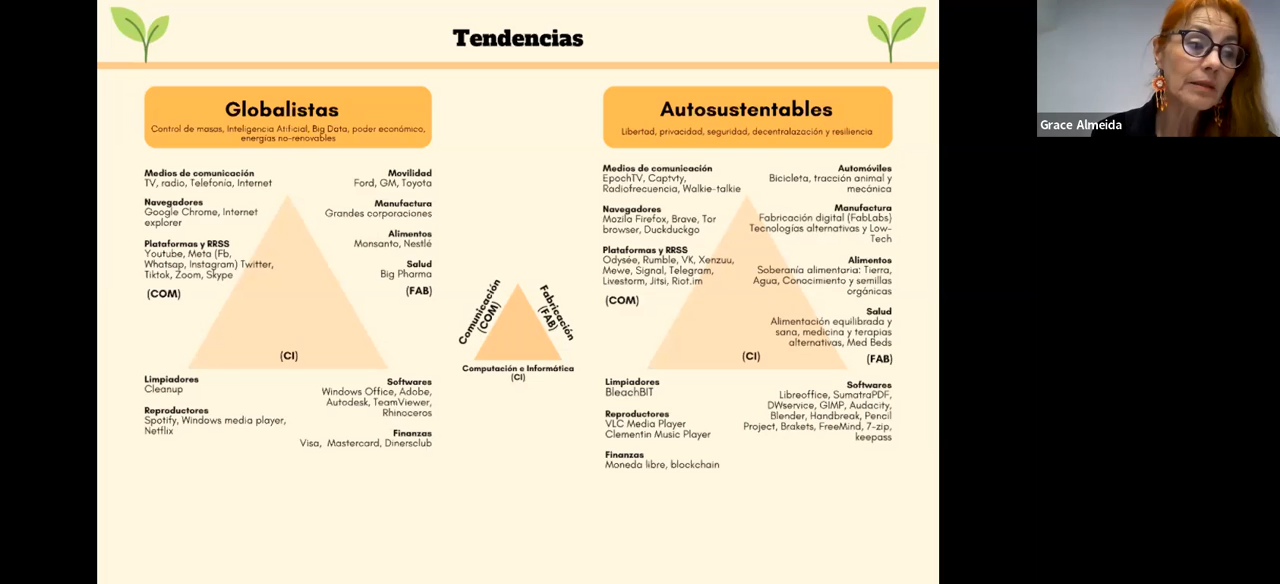 Tendencias
Globalistas
Control de masas, Inteligencia Atificial, Big Data, poder económico,
energías no-renovables
Medios de comunicación
TV, radio, Telefonía, Internet
Navegadores
Google Chrome, Internet
explorer
Plataformas y RRSS
Youtube, Meta (Fb,
Whatsap, Instagram) Twitter,
Tiktok, Zoom, Skype
(COM)
Movilidad
Ford, GM, Toyota
Manufactura
Grandes corporaciones
Alimentos
Monsanto, Nestlé
Salud
Big Pharma
(FAB)
(CI)
Limpiadores
Cleanup
Reproductores
Spotify, Windows media player,
Netflix
Softwares
Windows Office, Adobe,
Autodesk, TeamViewer,
Rhinoceros
Finanzas
Visa, Mastercard, Dinersclub
Comunicación
(COM)
Fabricación
(FAB)
Computación e Informática
(CI)
Autosustentables
Libertad, privacidad, seguridad, decentralazación y resiliencia
Medios de comunicación
EpochTV, Captvty,
Radiofrecuencia, Walkie-talkie
Navegadores
Mozila Firefox, Brave, Tor
browser, Duckduckgo
Plataformas y RRSS
Odysée, Rumble, VK, Xenzuu,
Mewe, Signal, Telegram,
Livestorm, Jitsi, Riot.im
(COM)
Automóviles
Bicicleta, tracción animal y
mecánica
Manufactura
Fabricación digital (FabLabs)
Tecnologías alternativas y Low-
Tech
Alimentos
Soberanía alimentaria: Tierra,
Agua, Conocimiento y semillas
orgánicas
Salud
Alimentación equilibrada y
sana, medicina y terapias
alternativas, Med Beds
(FAB)
(CI)
Limpiadores
BleachBIT
Reproductores
VLC Media Player
Clementin Music Player
Finanzas
Moneda libre, blockchain
Softwares
Libreoffice, SumatraPDF,
DWservice, GIMP, Audacity,
Blender, Handbreak, Pencil
Project, Brakets, FreeMind, 7-zip,
keepass
Grace Almeida